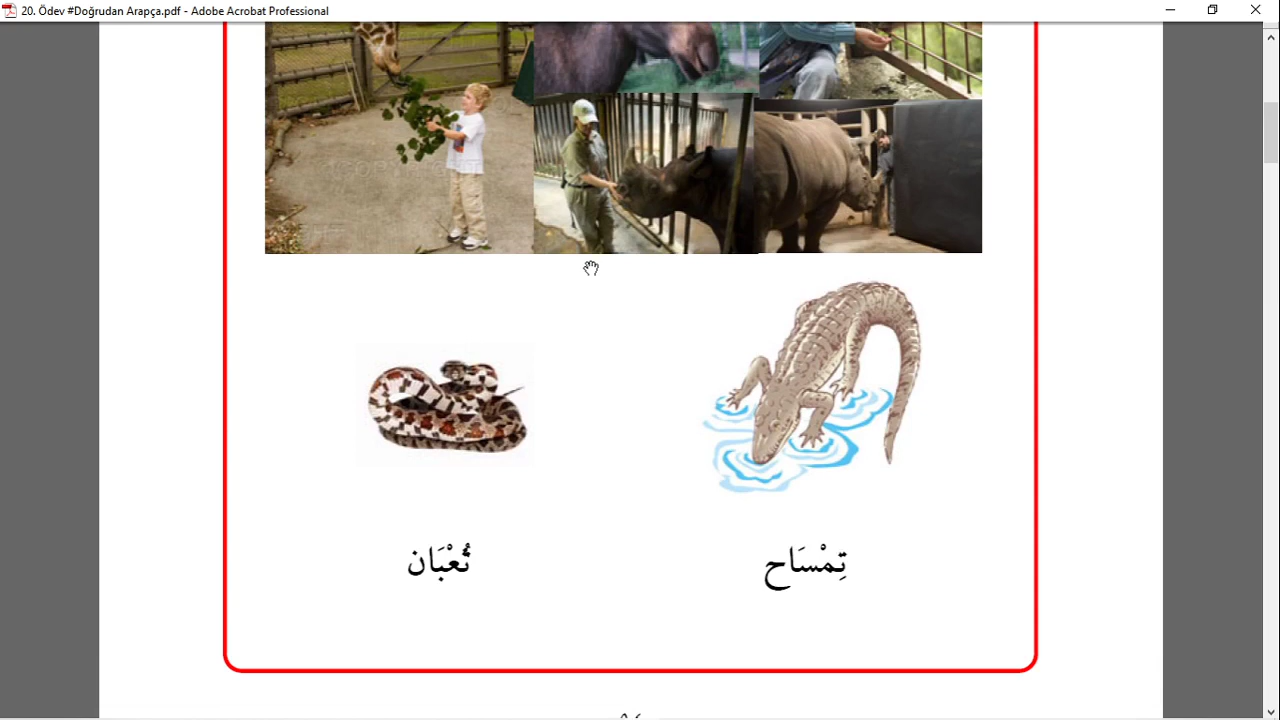 20. Ödev #Doğrudan Arapça.pdf - Adobe Acrobat Professional
تِمْسَاح
ثُعْبَان